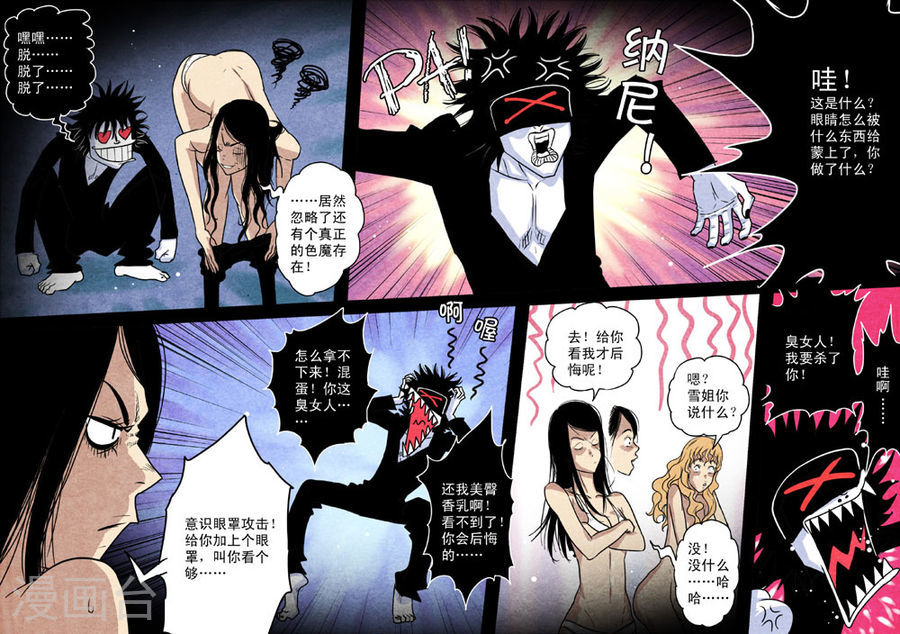 嘿嘿……
脱……
脱了……
脱了……
……居然
忽略了还
有个真正
的色魔存
在！
PA!
纳
尼
！
哇！
这是什么？
眼睛怎么被
什么东西给
蒙上了，你
做了什么？
意识眼罩攻击！
给你加上个眼
罩，叫你看个
够……
怎么拿不
下来！混
蛋！你这
臭女人…
……
啊
喔
还我美臀
香乳啊！
看不到了！
你会后悔
的……
去！给你
看我才后
悔呢！
嗯？
雪姐你
说什么？
没！
没什么
……哈
哈……
臭女人！
我要杀了
你！
哇
啊
……
漫画台